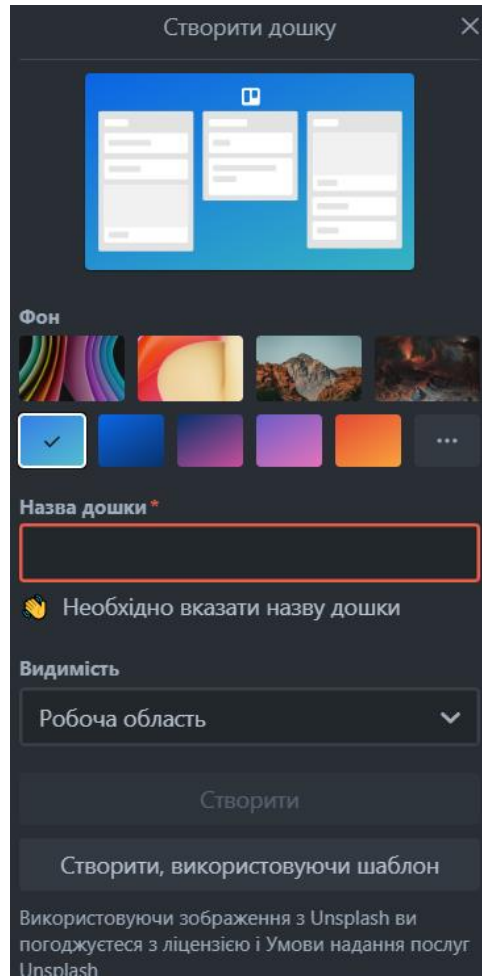 Створити дошку
Фон
Назва дошки *
Необхідно вказати назву дошки
Видимість
Робоча область
Створити
Створити, використовуючи шаблон
Використовуючи зображення з Unsplash ви
погоджуєтеся з ліцензією і Умови надання послуг
Unsplash